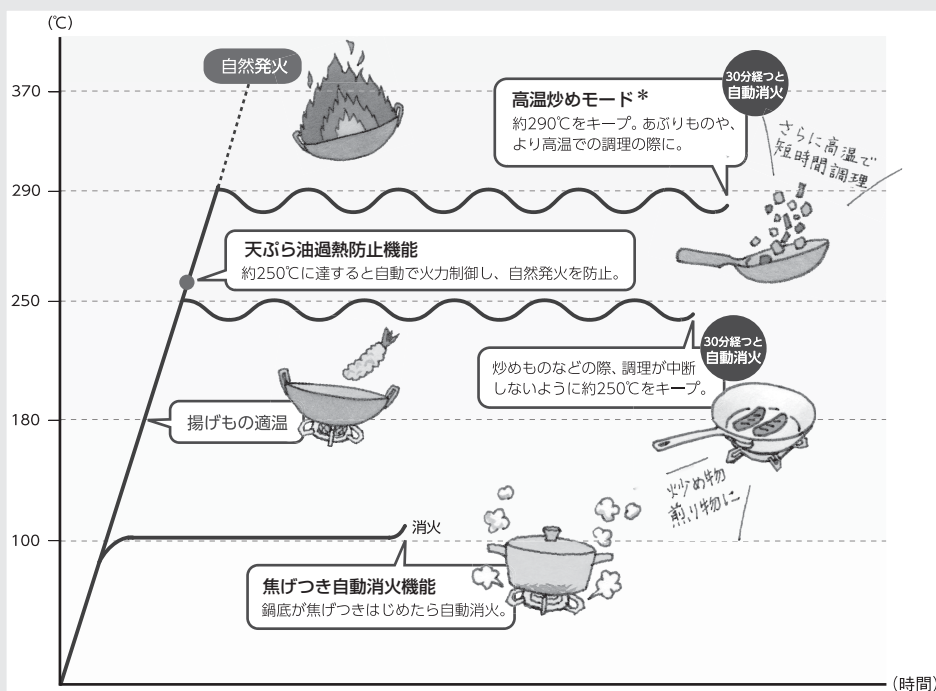 (℃)
自然発火
370
30分経つと
自動消火
高温炒めモード＊
約290℃をキープ。あぶりものや、
より高温での調理の際に。
さらに高温で
短時間調理
290
天ぷら油過熱防止機能
約250℃に達すると自動で火力制御し、自然発火を防止。
250
30分経つと
自動消火
炒めものなどの際、調理が中断
しないように約250℃をキープ。
180
揚げもの適温
炒め物
煎り物に
100
消火
焦げつき自動消火機能
鍋底が焦げつきはじめたら自動消火。
(時間)